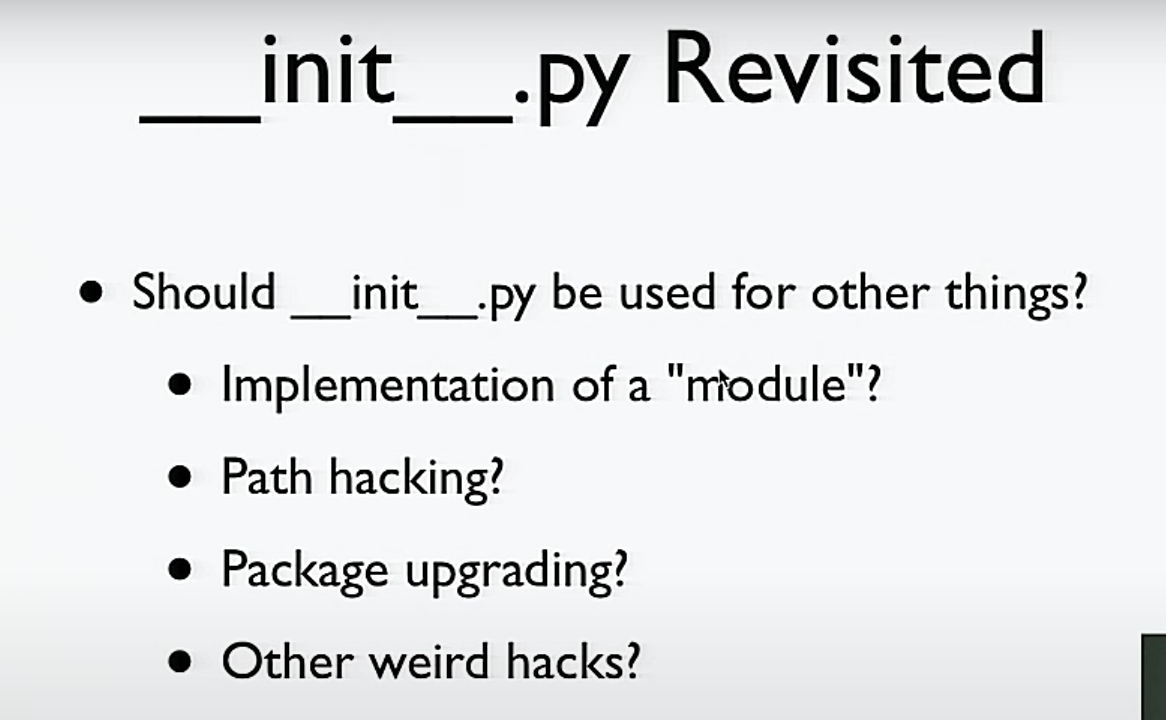 __init__.py Revisited
• Should __init__.py be used for other things?
• Implementation of a "module"?
• Path hacking?
• Package upgrading?
• Other weird hacks?